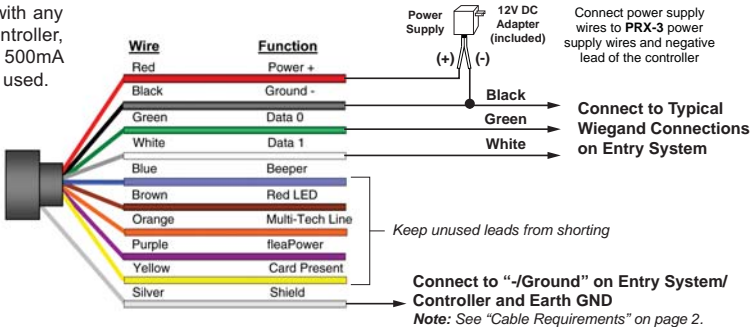 with any
ontroller,
500mA
used.
Power
Supply
12V DC
Adapter
(included)
Connect power supply
wires to PRX-3 power
supply wires and negative
lead of the controller
(+) (-)
Wire Function
Red Power +
Black Ground -
Green Data 0
White Data 1
Blue Beeper
Brown Red LED
Orange Multi-Tech Line
Purple fleaPower
Yellow Card Present
Silver Shield
Black
Green
White
Connect to Typical
Wiegand Connections
on Entry System
Keep unused leads from shorting
Connect to “-/Ground” on Entry System/
Controller and Earth GND
Note: See “Cable Requirements” on page 2.